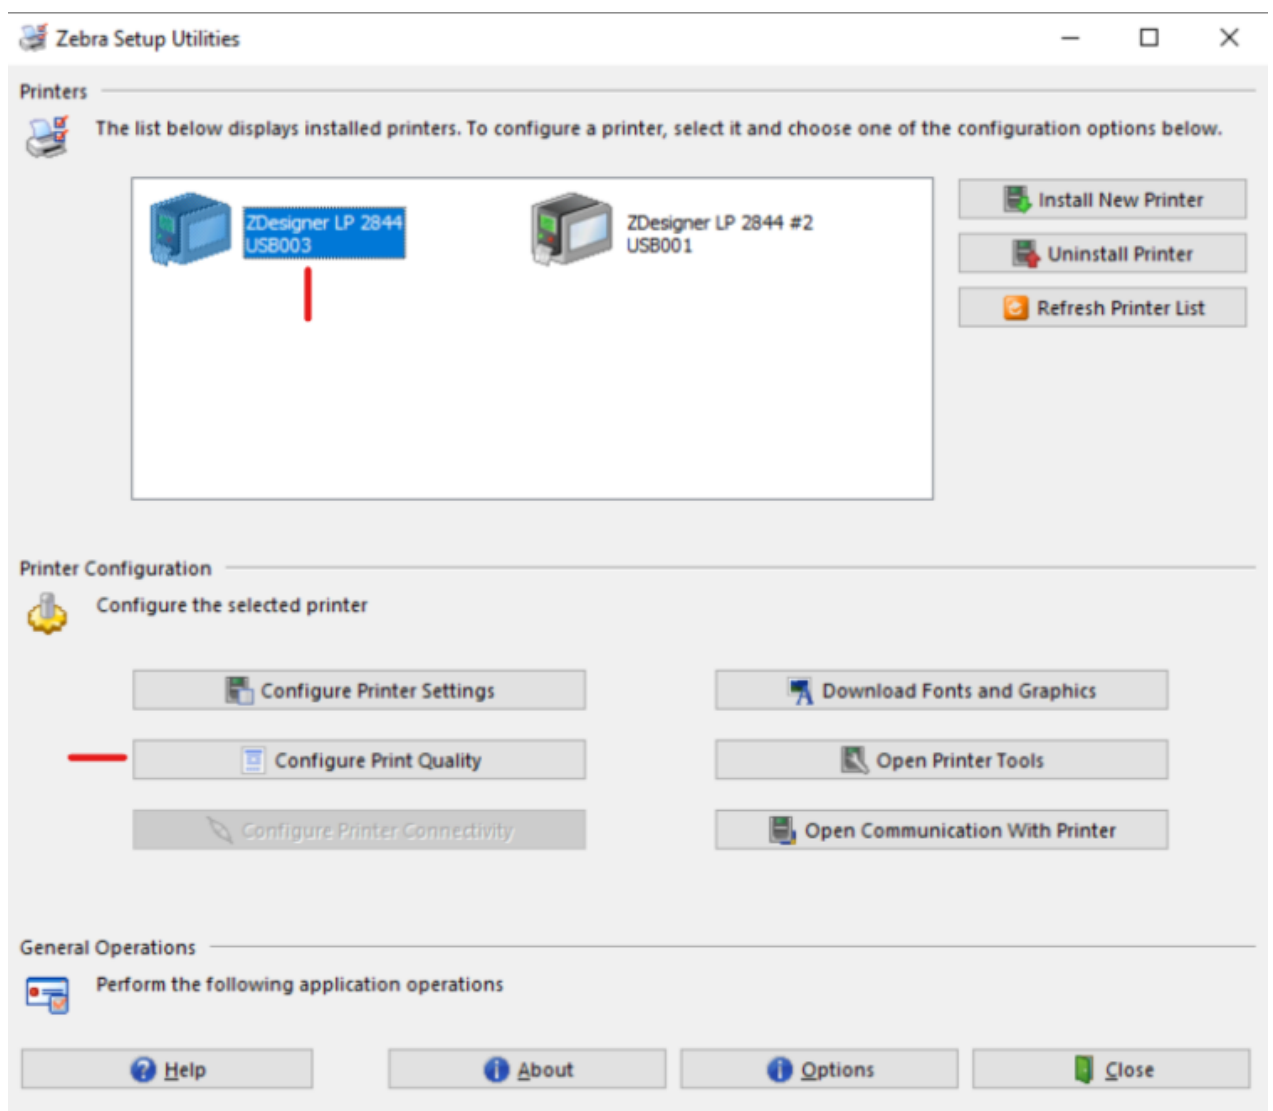 Zebra Setup Utilities
Printers
The list below displays installed printers. To configure a printer, select it and choose one of the configuration options below.
ZDesigner LP 2844
USB003
ZDesigner LP 2844 #2
USB001
Install New Printer
Uninstall Printer
Refresh Printer List
Printer Configuration
Configure the selected printer
Configure Printer Settings
Download Fonts and Graphics
Configure Print Quality
Open Printer Tools
Configure Printer Connectivity
Open Communication With Printer
General Operations
Perform the following application operations
Help
About
Options
Close